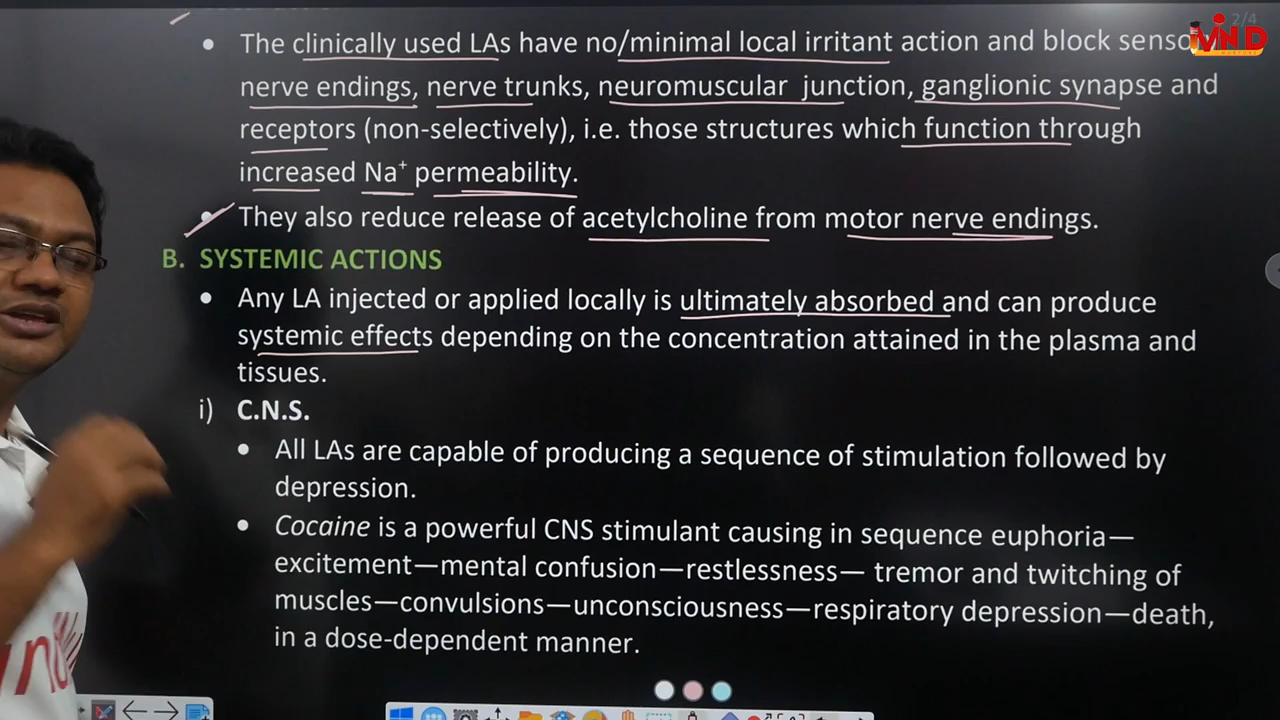 2/4
MIND
• The clinically used LAs have no/minimal local irritant action and block
nerve endings, nerve trunks, neuromuscular junction, ganglionic synapse and
receptors (non-selectively), i.e. those structures which function through
increased Na⁺ permeability.
• They also reduce release of acetylcholine from motor nerve endings.
B. SYSTEMIC ACTIONS
• Any LA injected or applied locally is ultimately absorbed and can produce
systemic effects depending on the concentration attained in the plasma and
tissues.
i) C.N.S.
• All LAs are capable of producing a sequence of stimulation followed by
depression.
• Cocaine is a powerful CNS stimulant causing in sequence euphoria—
excitement—mental confusion—restlessness— tremor and twitching of
muscles—convulsions—unconsciousness—respiratory depression—death,
in a dose-dependent manner.